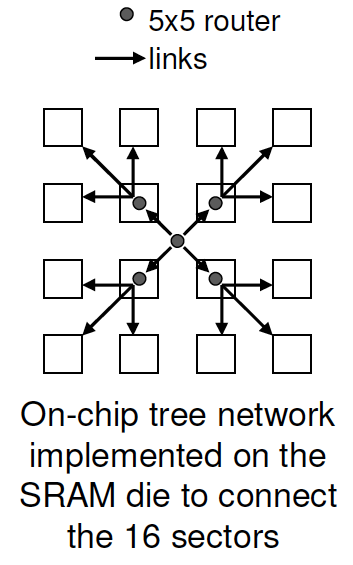 5x5 router
links
On-chip tree network
implemented on the
SRAM die to connect
the 16 sectors